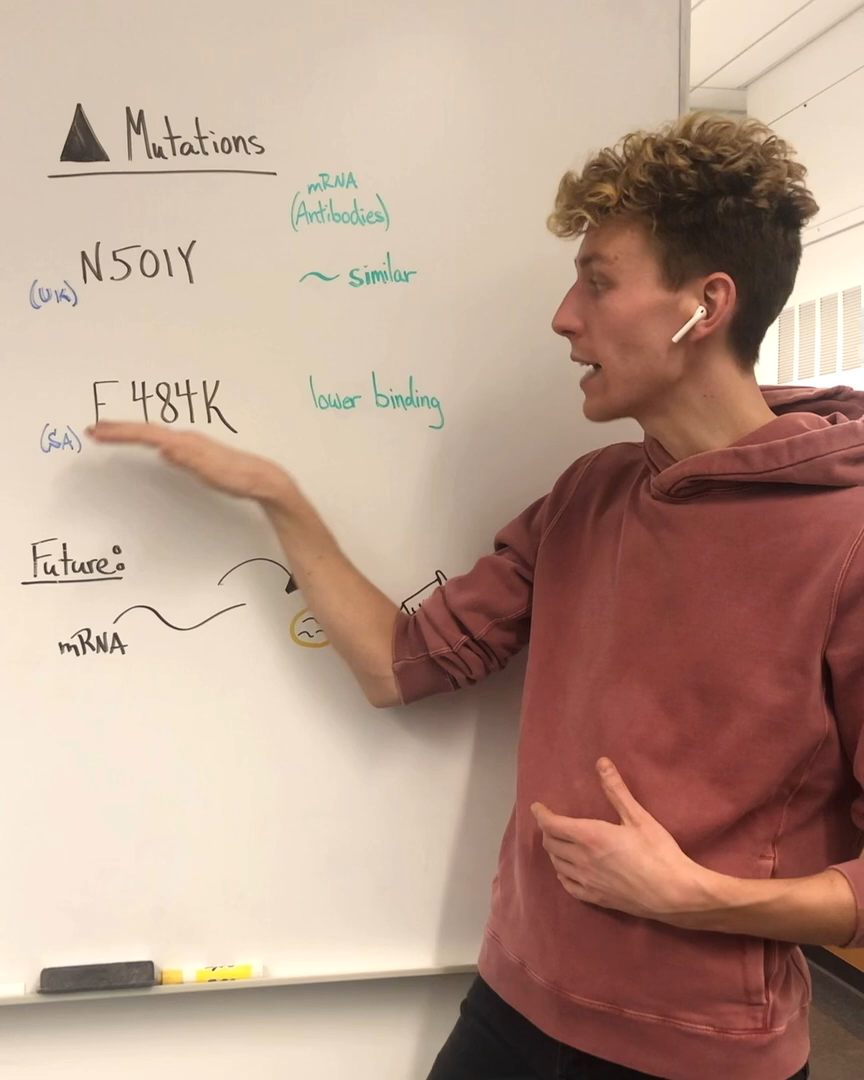 ▲ Mutations
mRNA
(Antibodies)
(UK) N501Y ~ similar
(SA) E484K lower binding
Future:
mRNA